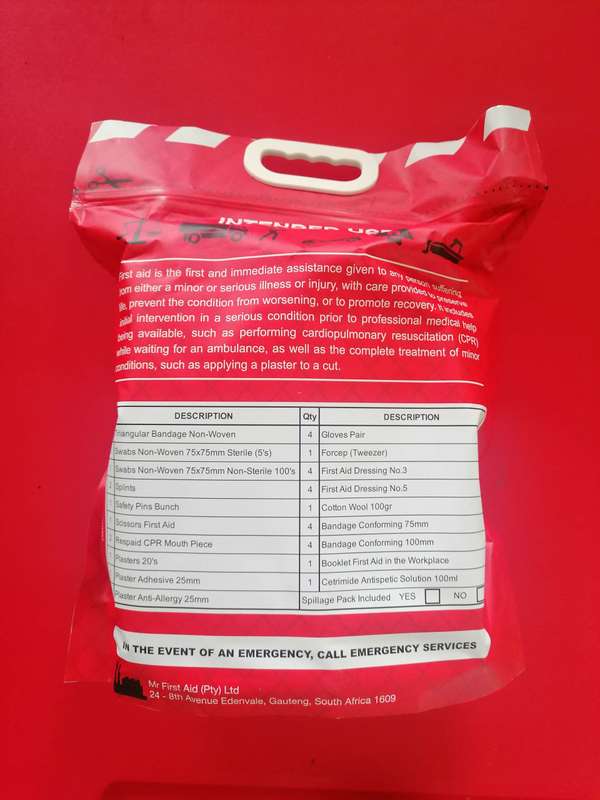 INTENDED USE
First aid is the first and immediate assistance given to any person suffering
from either a minor or serious illness or injury, with care provided to preserve
life, prevent the condition from worsening, or to promote recovery. It includes
initial intervention in a serious condition prior to professional medical help
being available, such as performing cardiopulmonary resuscitation (CPR)
while waiting for an ambulance, as well as the complete treatment of minor
conditions, such as applying a plaster to a cut.
DESCRIPTION Qty DESCRIPTION
Triangular Bandage Non-Woven 4 Gloves Pair
Swabs Non-Woven 75x75mm Sterile (5's) 1 Forcep (Tweezer)
Swabs Non-Woven 75x75mm Non-Sterile 100's 4 First Aid Dressing No.3
Splints 4 First Aid Dressing No.5
Safety Pins Bunch 1 Cotton Wool 100gr
Scissors First Aid 4 Bandage Conforming 75mm
Respaid CPR Mouth Piece 4 Bandage Conforming 100mm
Plasters 20's 1 Booklet First Aid in the Workplace
Plaster Adhesive 25mm 1 Cetrimide Antispetic Solution 100ml
Plaster Anti-Allergy 25mm Spillage Pack Included YES NO
IN THE EVENT OF AN EMERGENCY, CALL EMERGENCY SERVICES
Mr First Aid (Pty) Ltd
24 - 8th Avenue Edenvale, Gauteng, South Africa 1609